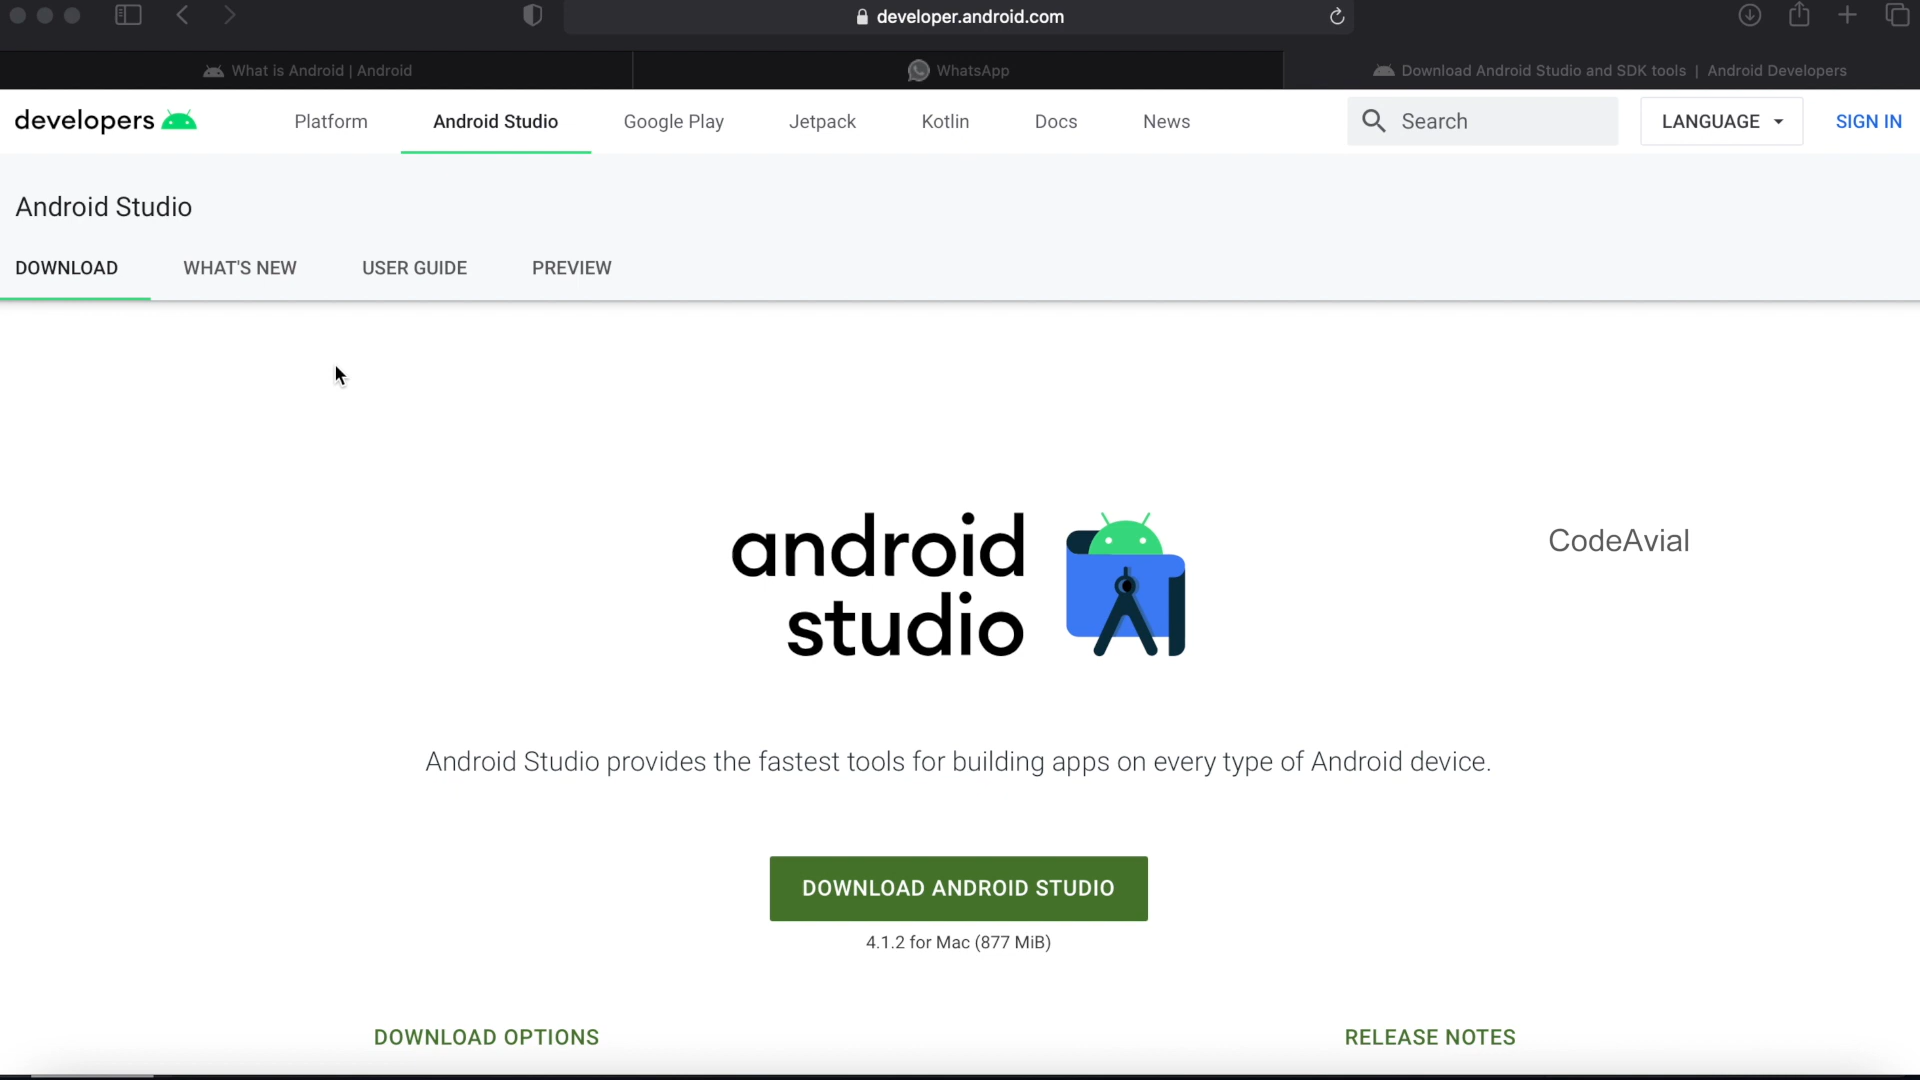 developer.android.com
What is Android | Android
WhatsApp
Download Android Studio and SDK tools | Android Developers
developers
Platform
Android Studio
Google Play
Jetpack
Kotlin
Docs
News
Search
LANGUAGE
SIGN IN
Android Studio
DOWNLOAD
WHAT'S NEW
USER GUIDE
PREVIEW
android
studio
CodeAvial
Android Studio provides the fastest tools for building apps on every type of Android device.
DOWNLOAD ANDROID STUDIO
4.1.2 for Mac (877 MiB)
DOWNLOAD OPTIONS
RELEASE NOTES